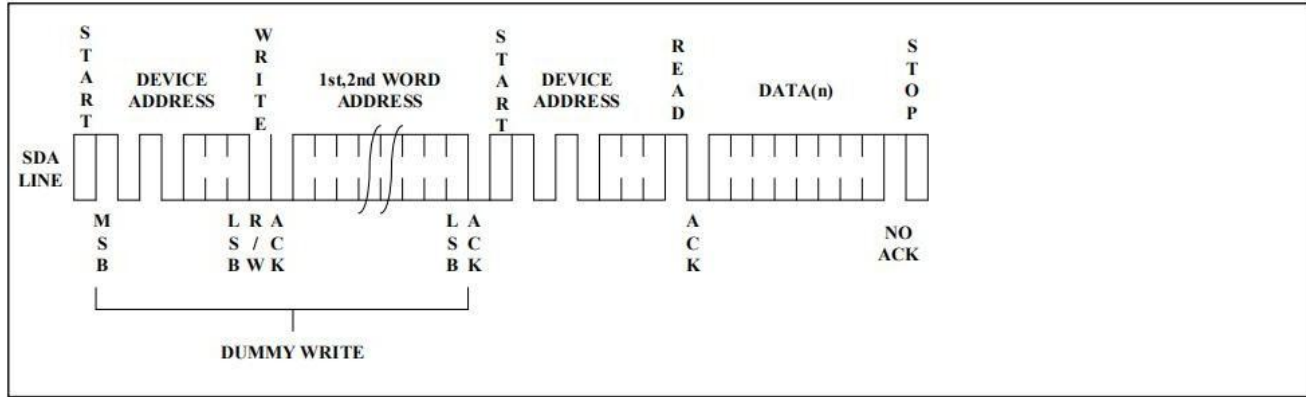 START
WRITE
START
READ
STOP
DEVICE
ADDRESS
1st,2nd WORD
ADDRESS
DEVICE
ADDRESS
DATA(n)
SDA
LINE
MSB
LSB
R/W
ACK
LSB
ACK
ACK
NO
ACK
DUMMY WRITE